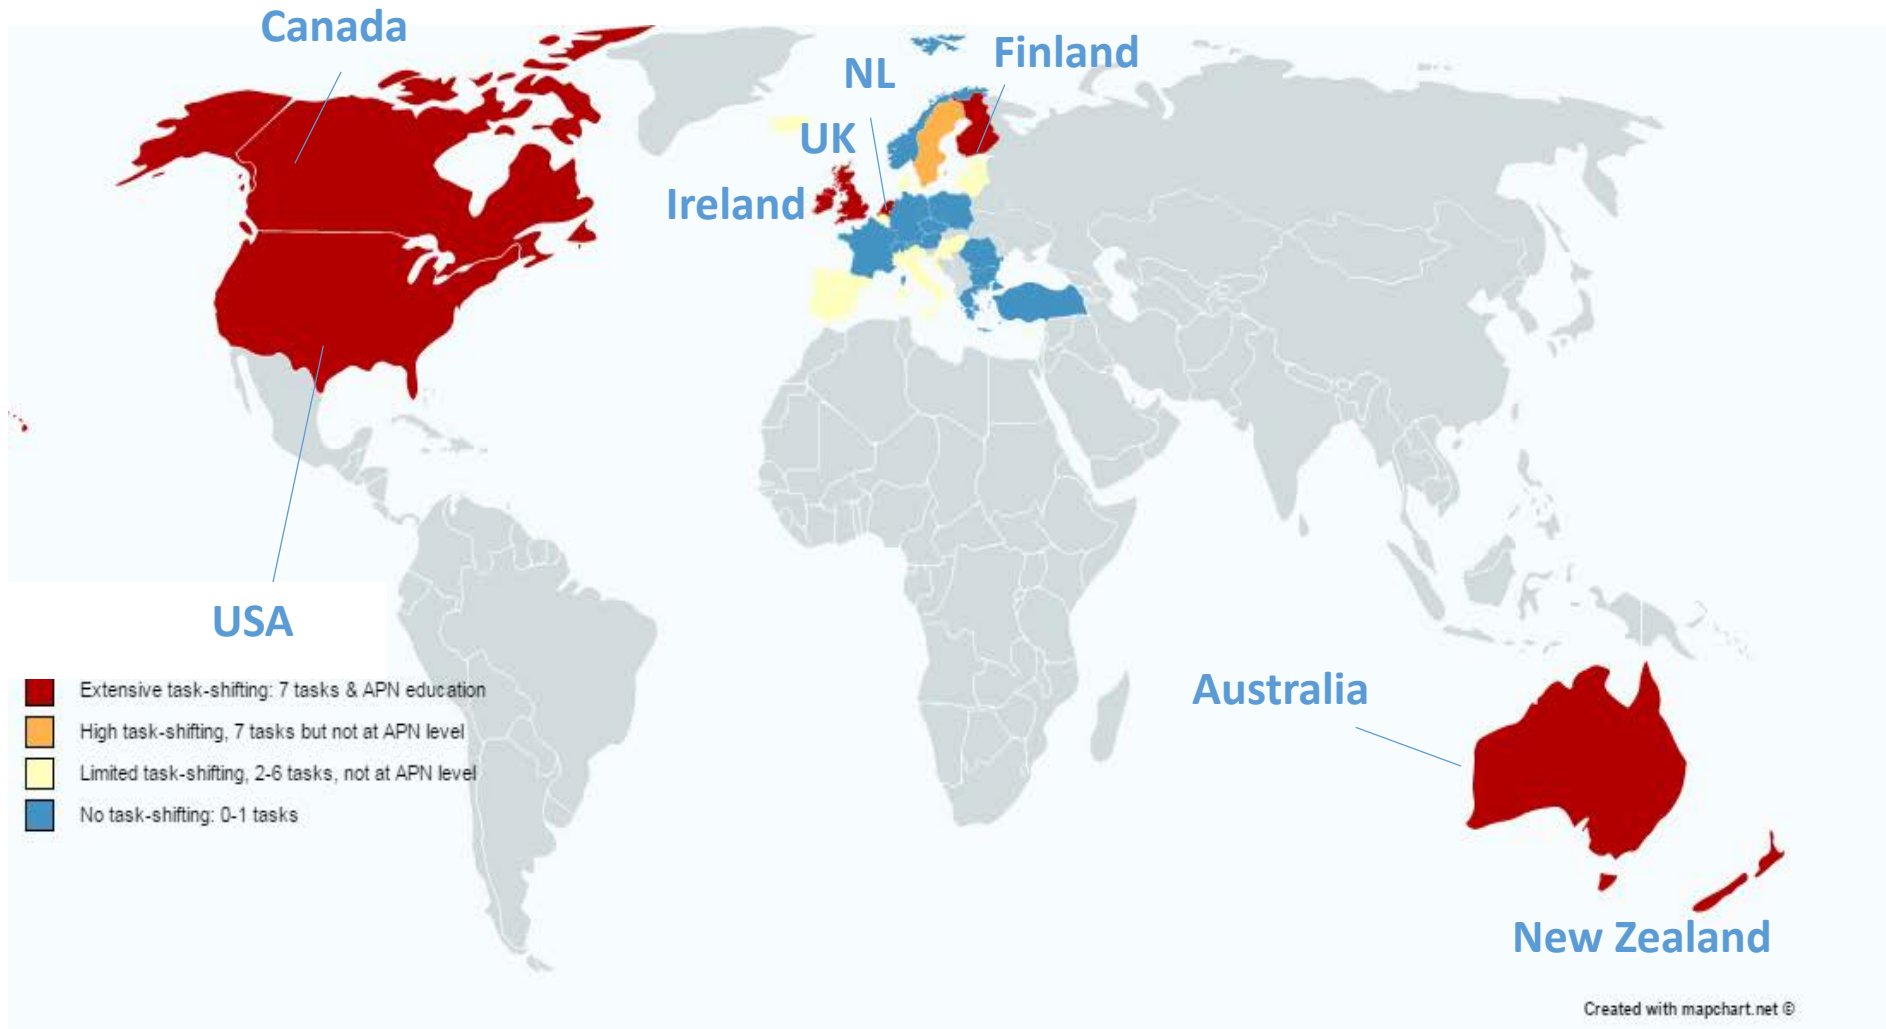 Canada
Finland
NL
UK
Ireland
USA
Extensive task-shifting: 7 tasks & APN education
Australia
High task-shifting, 7 tasks but not at APN level
Limited task-shifting, 2-6 tasks, not at APN level
No task-shifting: 0-1 tasks
New Zealand
Created with mapchart.net ©